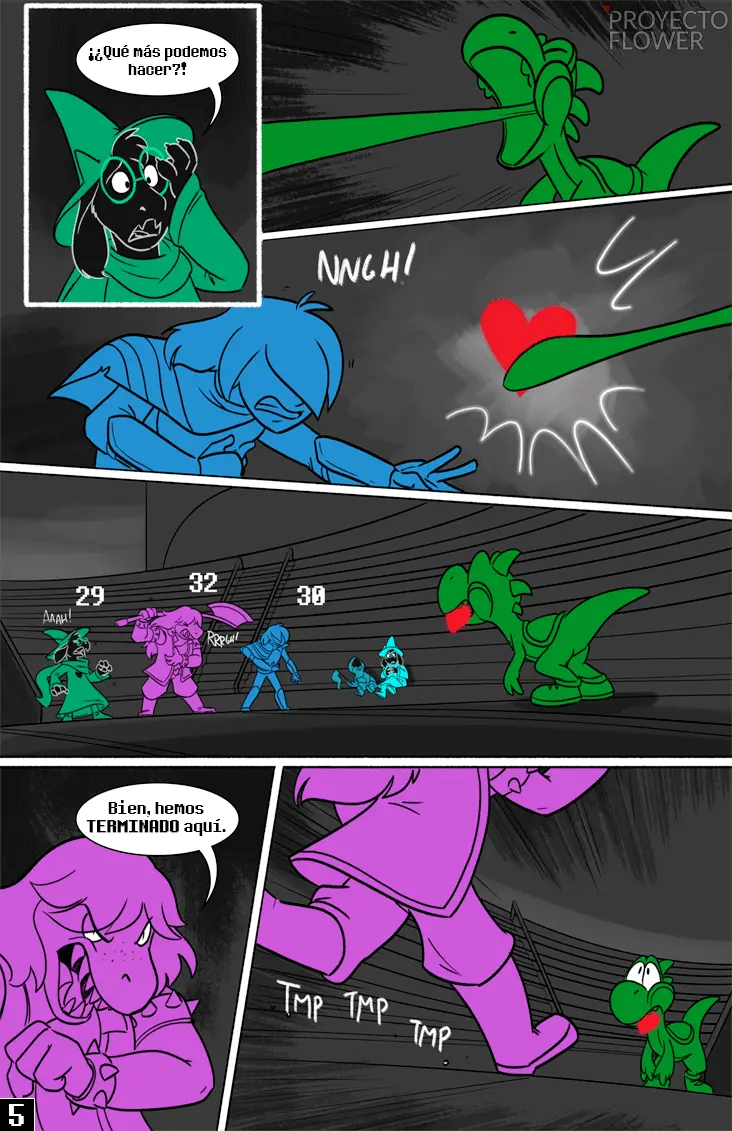 PROYECTO
FLOWER
¡¿Qué más podemos
hacer?!
NNGH!
29
32
30
AAAH!
RRRGH!
Bien, hemos
TERMINADO aquí.
TMP TMP TMP
5